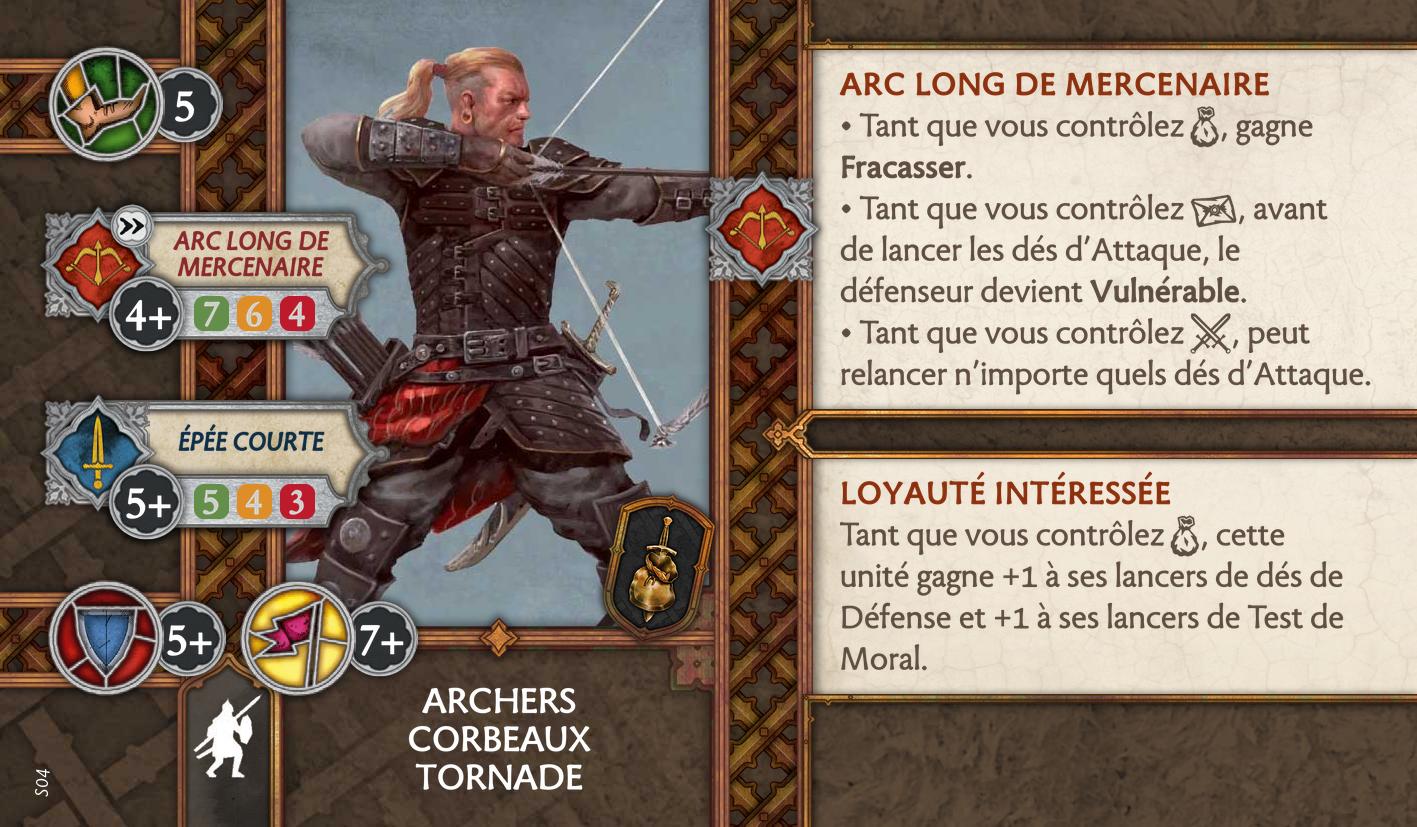 5
ARC LONG DE
MERCENAIRE
4+ 7 6 4
ÉPÉE COURTE
5+ 5 4 3
5+ 7+
ARCHERS
CORBEAUX
TORNADE
S04
ARC LONG DE MERCENAIRE
• Tant que vous contrôlez , gagne
Fracasser.
• Tant que vous contrôlez , avant
de lancer les dés d’Attaque, le
défenseur devient Vulnérable.
• Tant que vous contrôlez , peut
relancer n’importe quels dés d’Attaque.
LOYAUTÉ INTÉRESSÉE
Tant que vous contrôlez , cette
unité gagne +1 à ses lancers de dés de
Défense et +1 à ses lancers de Test de
Moral.